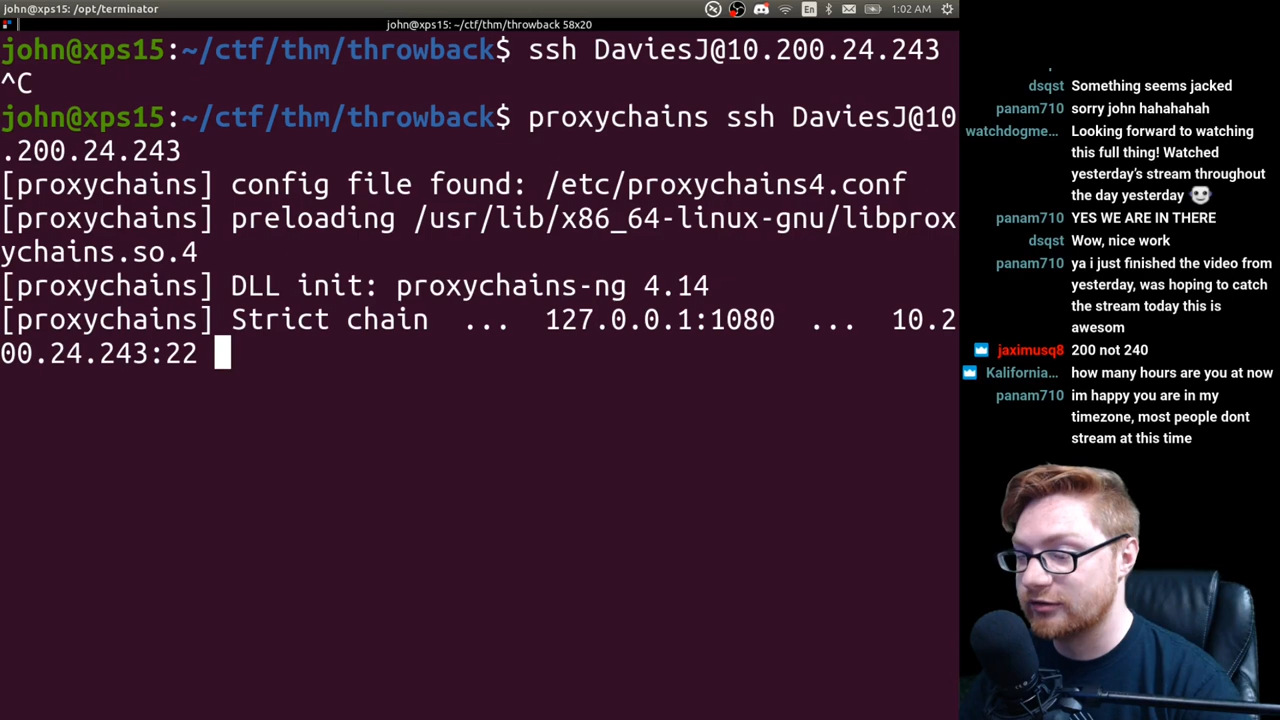 john@xps15: /opt/terminator
En
1:02 AM
john@xps15: ~/ctf/thm/throwback 58x20
john@xps15:~/ctf/thm/throwback$ ssh DaviesJ@10.200.24.243
^C
john@xps15:~/ctf/thm/throwback$ proxychains ssh DaviesJ@10
.200.24.243
[proxychains] config file found: /etc/proxychains4.conf
[proxychains] preloading /usr/lib/x86_64-linux-gnu/libprox
ychains.so.4
[proxychains] DLL init: proxychains-ng 4.14
[proxychains] Strict chain  ...  127.0.0.1:1080  ...  10.2
00.24.243:22
dsqst Something seems jacked
panam710 sorry john hahahahah
watchdogme… Looking forward to watching
this full thing! Watched
yesterday's stream throughout
the day yesterday
panam710 YES WE ARE IN THERE
dsqst Wow, nice work
panam710 ya i just finished the video from
yesterday, was hoping to catch
the stream today this is
awesom
jaximusq8 200 not 240
Kalifornia… how many hours are you at now
panam710 im happy you are in my
timezone, most people dont
stream at this time